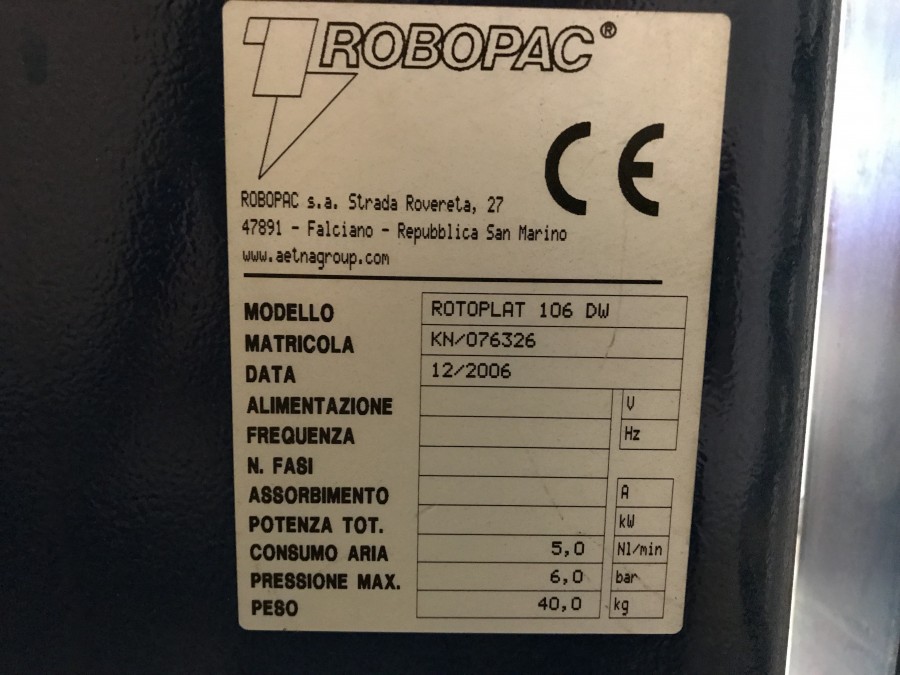 ROBOPAC®
CE
ROBOPAC s.a. Strada Rovereta, 27
47891 - Falciano - Repubblica San Marino
www.aetnagroup.com
MODELLO ROTOPLAT 106 DW
MATRICOLA KN/076326
DATA 12/2006
ALIMENTAZIONE V
FREQUENZA Hz
N. FASI
ASSORBIMENTO A
POTENZA TOT. kW
CONSUMO ARIA 5,0 Nl/min
PRESSIONE MAX. 6,0 bar
PESO 40,0 kg